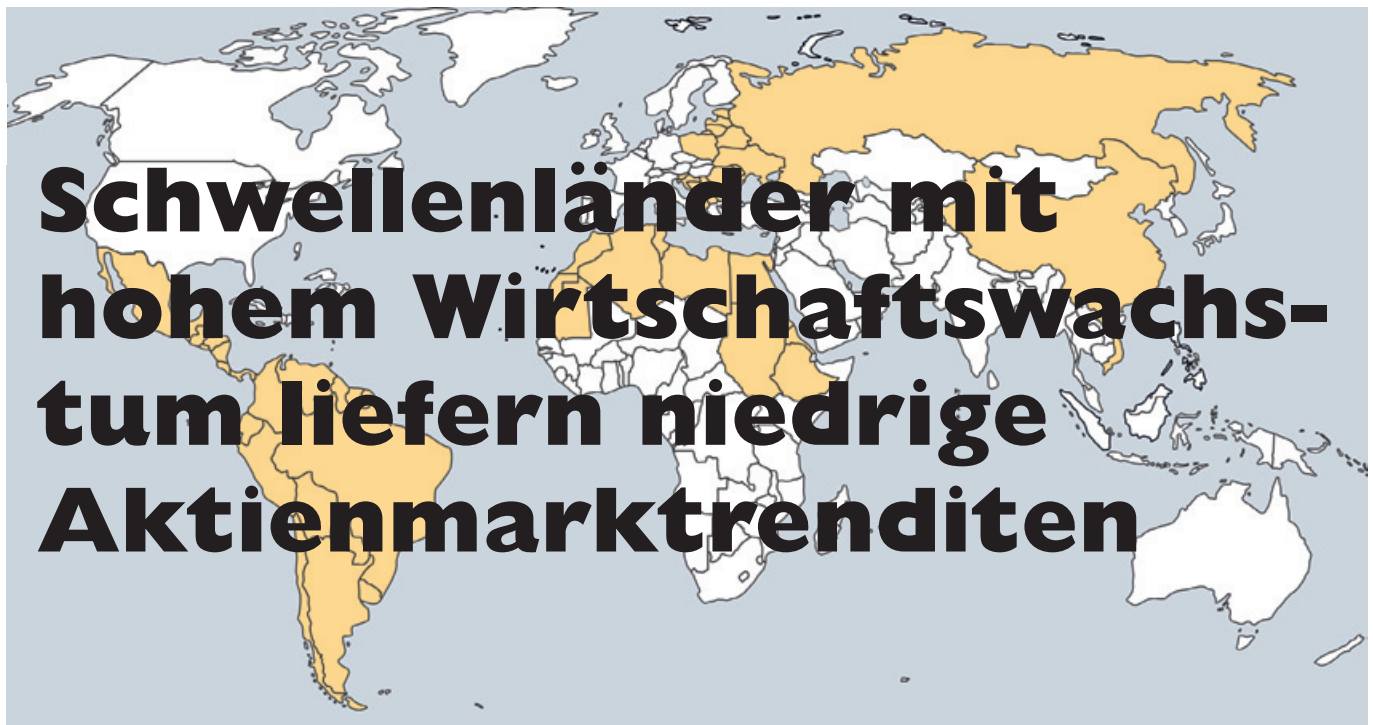 Schwellenländer mit
hohem Wirtschaftswachs-
tum liefern niedrige
Aktienmarktrenditen